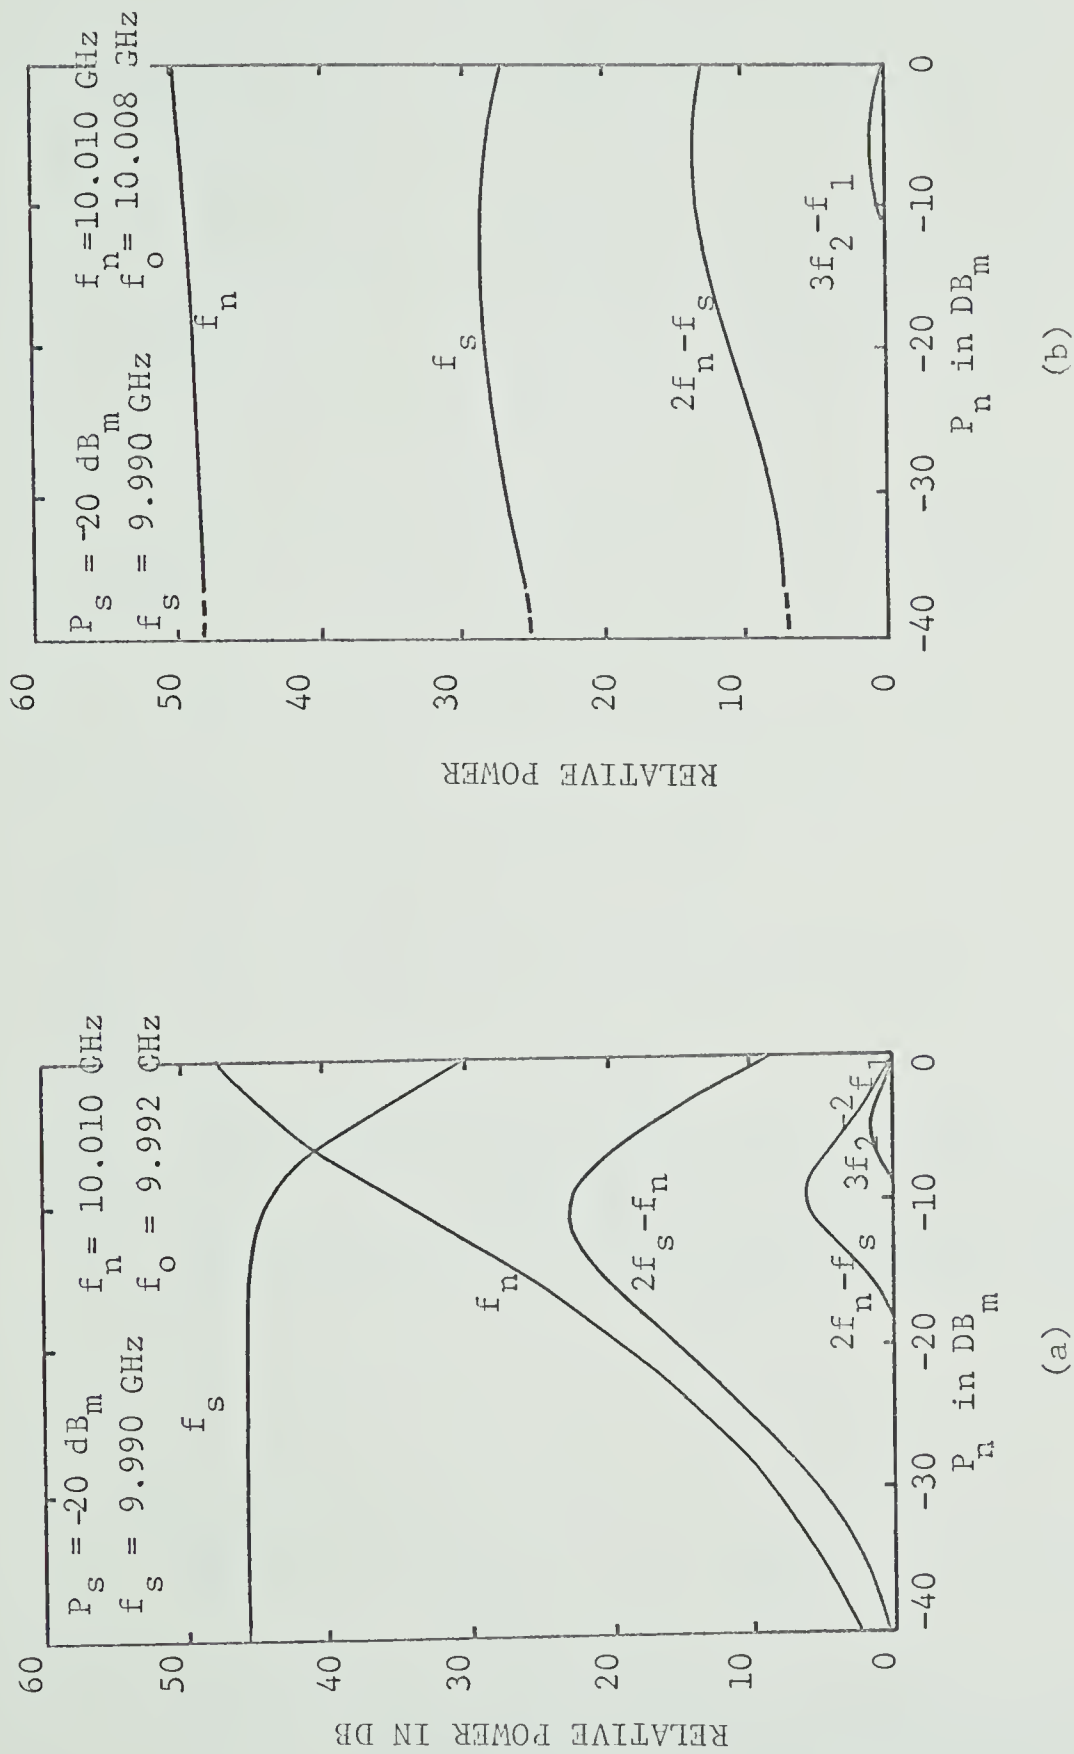 60
50
40
30
20
10
0
RELATIVE POWER IN DB
P_s = -20 dB_m f_n = 10.010 GHz
f_s = 9.990 GHz f_o = 9.992 GHz
f_s
f_n
2f_s-f_n
2f_n-f_s
3f_2-2f_1
-40 -30 -20 -10 0
P_n in DB_m
(a)
60
50
40
30
20
10
0
RELATIVE POWER
P_s = -20 dB_m f_n =10.010 GHz
f_s = 9.990 GHz f_o = 10.008 GHz
f_n
f_s
2f_n-f_s
3f_2-f_1
-40 -30 -20 -10 0
P_n in DB_m
(b)